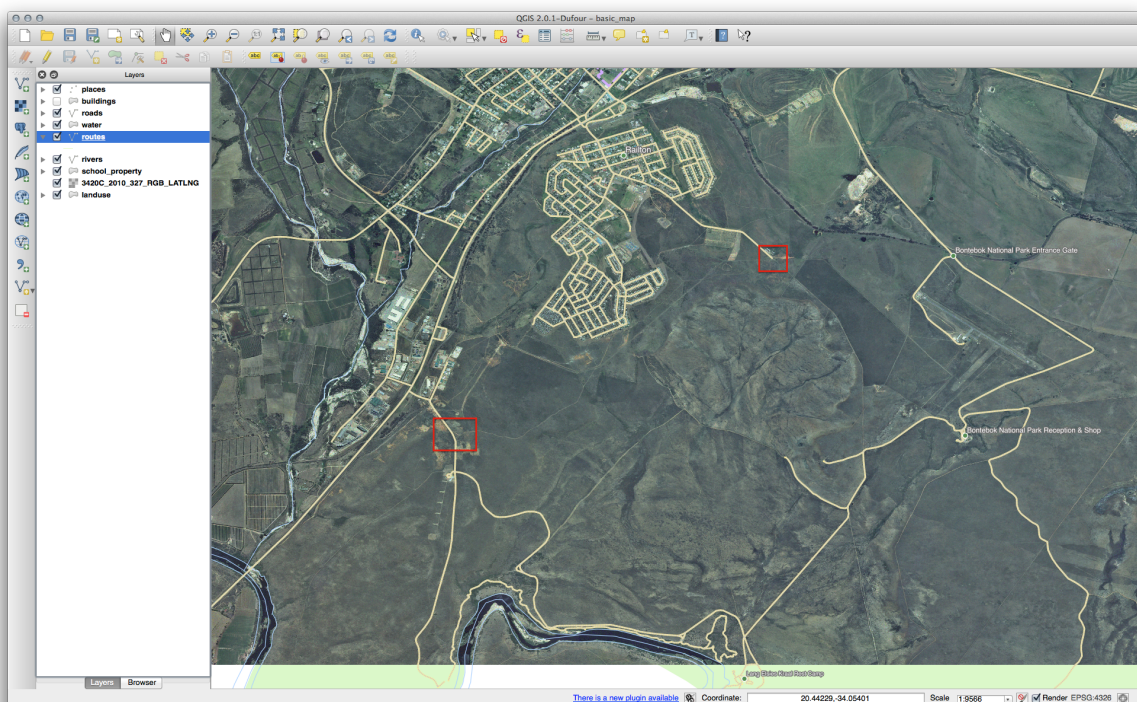 QGIS 2.0.1-Dufour – basic_map
Layers
places
buildings
roads
water
routes
rivers
school_property
3420C_2010_327_RGB_LATLNG
landuse
Railton
Bontebok National Park Entrance Gate
Bontebok National Park Reception & Shop
Layers
Browser
There is a new plugin available
Coordinate:
20.44229,-34.05401
Scale
1:9566
Render
EPSG:4326